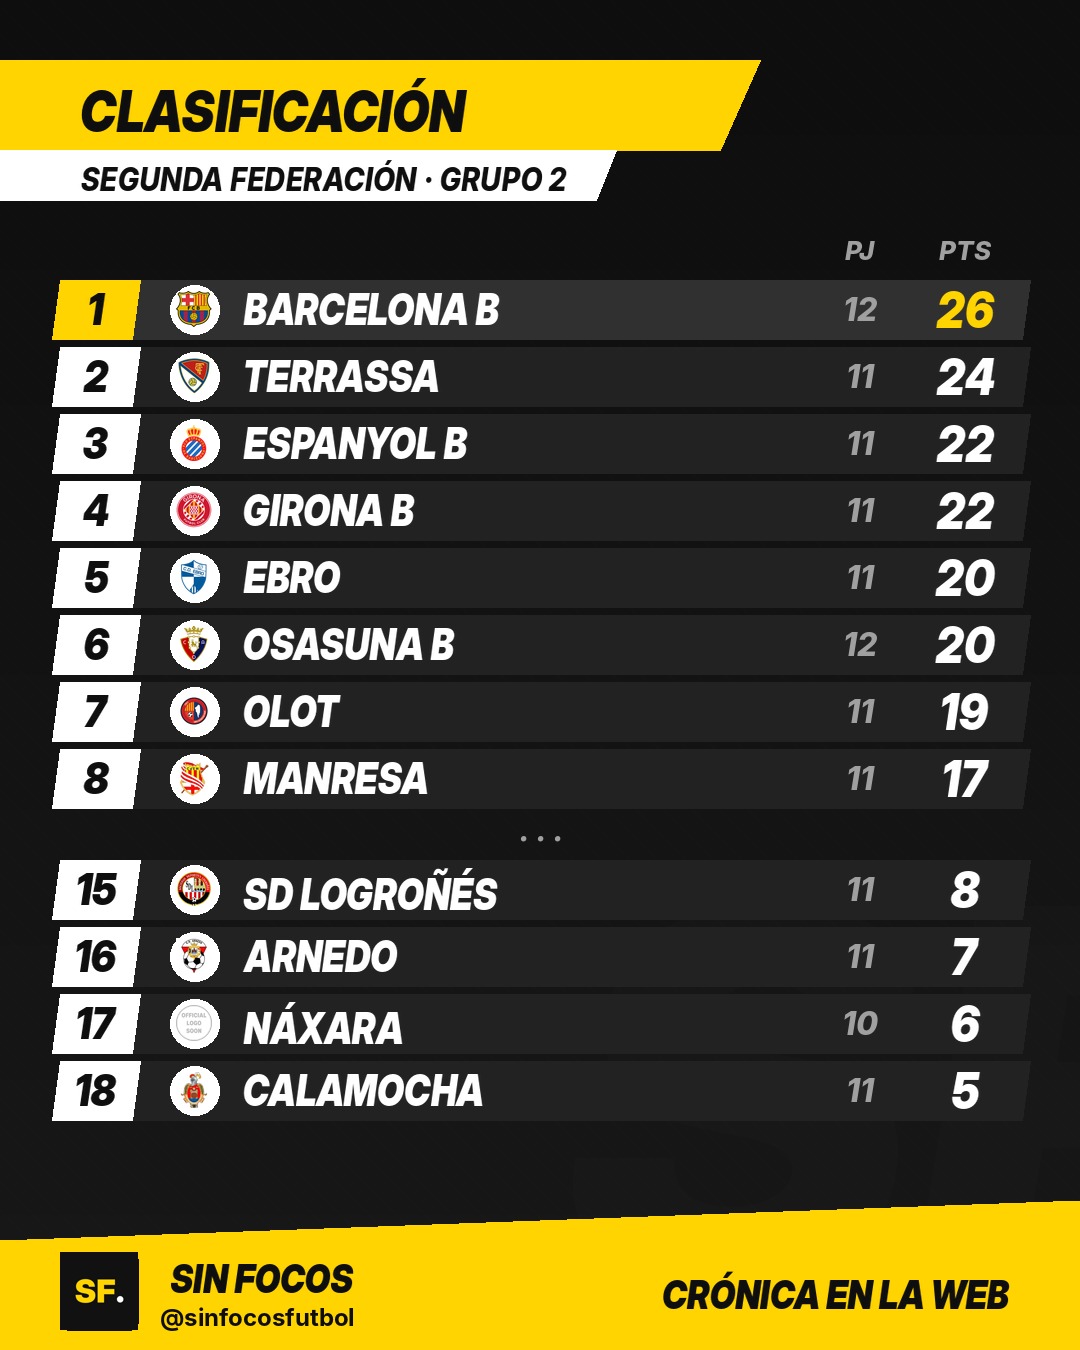 CLASIFICACIÓN
SEGUNDA FEDERACIÓN · GRUPO 2
PJ PTS
1 BARCELONA B 12 26
2 TERRASSA 11 24
3 ESPANYOL B 11 22
4 GIRONA B 11 22
5 EBRO 11 20
6 OSASUNA B 12 20
7 OLOT 11 19
8 MANRESA 11 17
...
15 SD LOGROÑÉS 11 8
16 ARNEDO 11 7
17 OFFICIAL LOGO SOON NÁXARA 10 6
18 CALAMOCHA 11 5
SF. SIN FOCOS
@sinfocosfutbol
CRÓNICA EN LA WEB